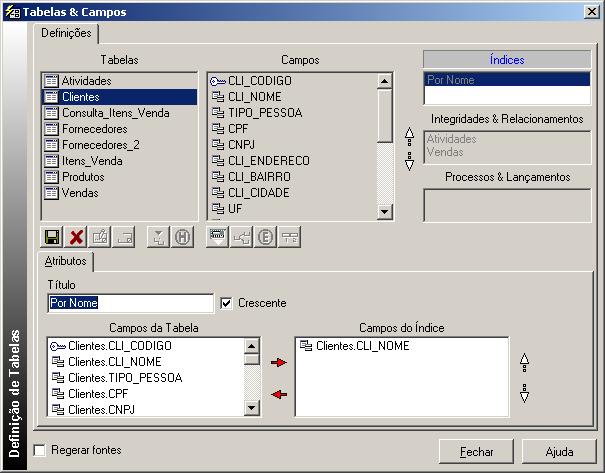 Tabelas & Campos
Definições
Tabelas
Atividades
Clientes
Consulta_Itens_Venda
Fornecedores
Fornecedores_2
Itens_Venda
Produtos
Vendas
Campos
CLI_CODIGO
CLI_NOME
TIPO_PESSOA
CPF
CNPJ
CLI_ENDERECO
CLI_BAIRRO
CLI_CIDADE
UF
Índices
Por Nome
Integridades & Relacionamentos
Atividades
Vendas
Processos & Lançamentos
Atributos
Título
Por Nome
Crescente
Campos da Tabela
Clientes.CLI_CODIGO
Clientes.CLI_NOME
Clientes.TIPO_PESSOA
Clientes.CPF
Clientes.CNPJ
Campos do Índice
Clientes.CLI_NOME
Definição de Tabelas
Regerar fontes
Fechar
Ajuda